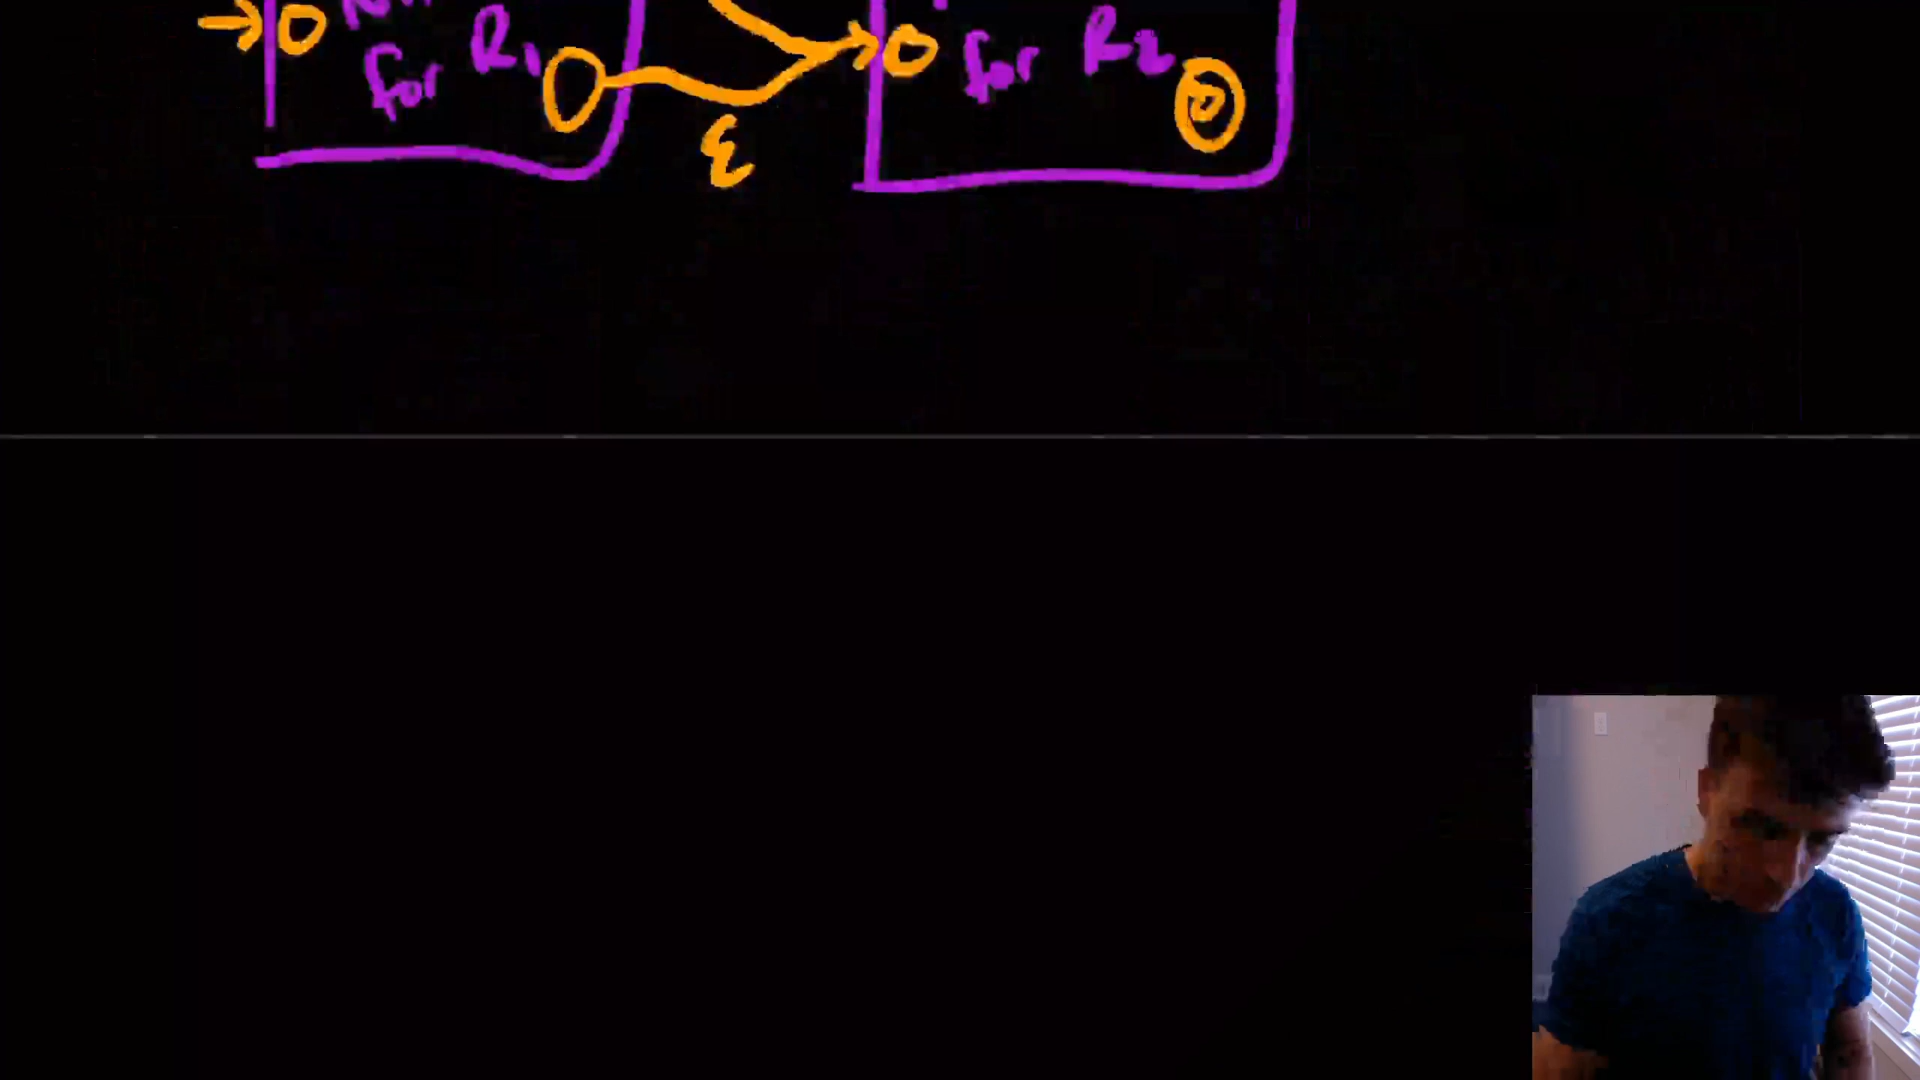 for R₁
for R₂
ε